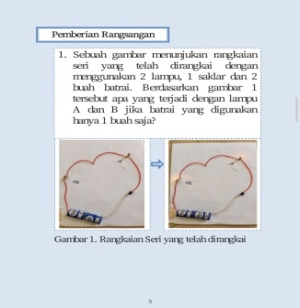 Pemberian Rangsangan
1. Sebuah gambar menunjukan rangkaian
seri yang telah dirangkai dengan
menggunakan 2 lampu, 1 saklar dan 2
buah batrai. Berdasarkan gambar 1
tersebut apa yang terjadi dengan lampu
A dan B jika batrai yang digunakan
hanya 1 buah saja?
Gambar 1. Rangkaian Seri yang telah dirangkai